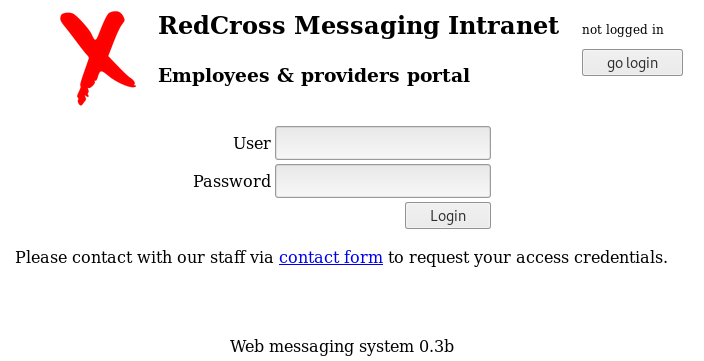 RedCross Messaging Intranet
not logged in
go login
Employees & providers portal
User
Password
Login
Please contact with our staff via contact form to request your access credentials.
Web messaging system 0.3b